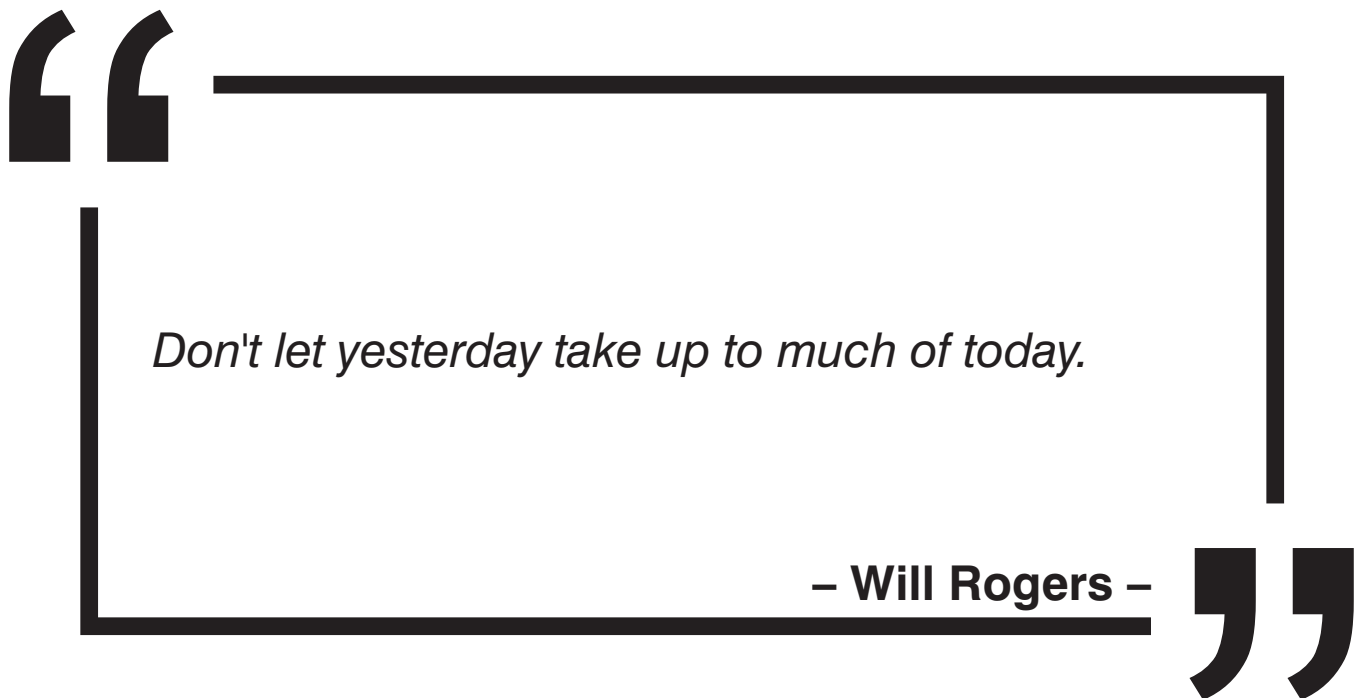 Don't let yesterday take up to much of today.
– Will Rogers –